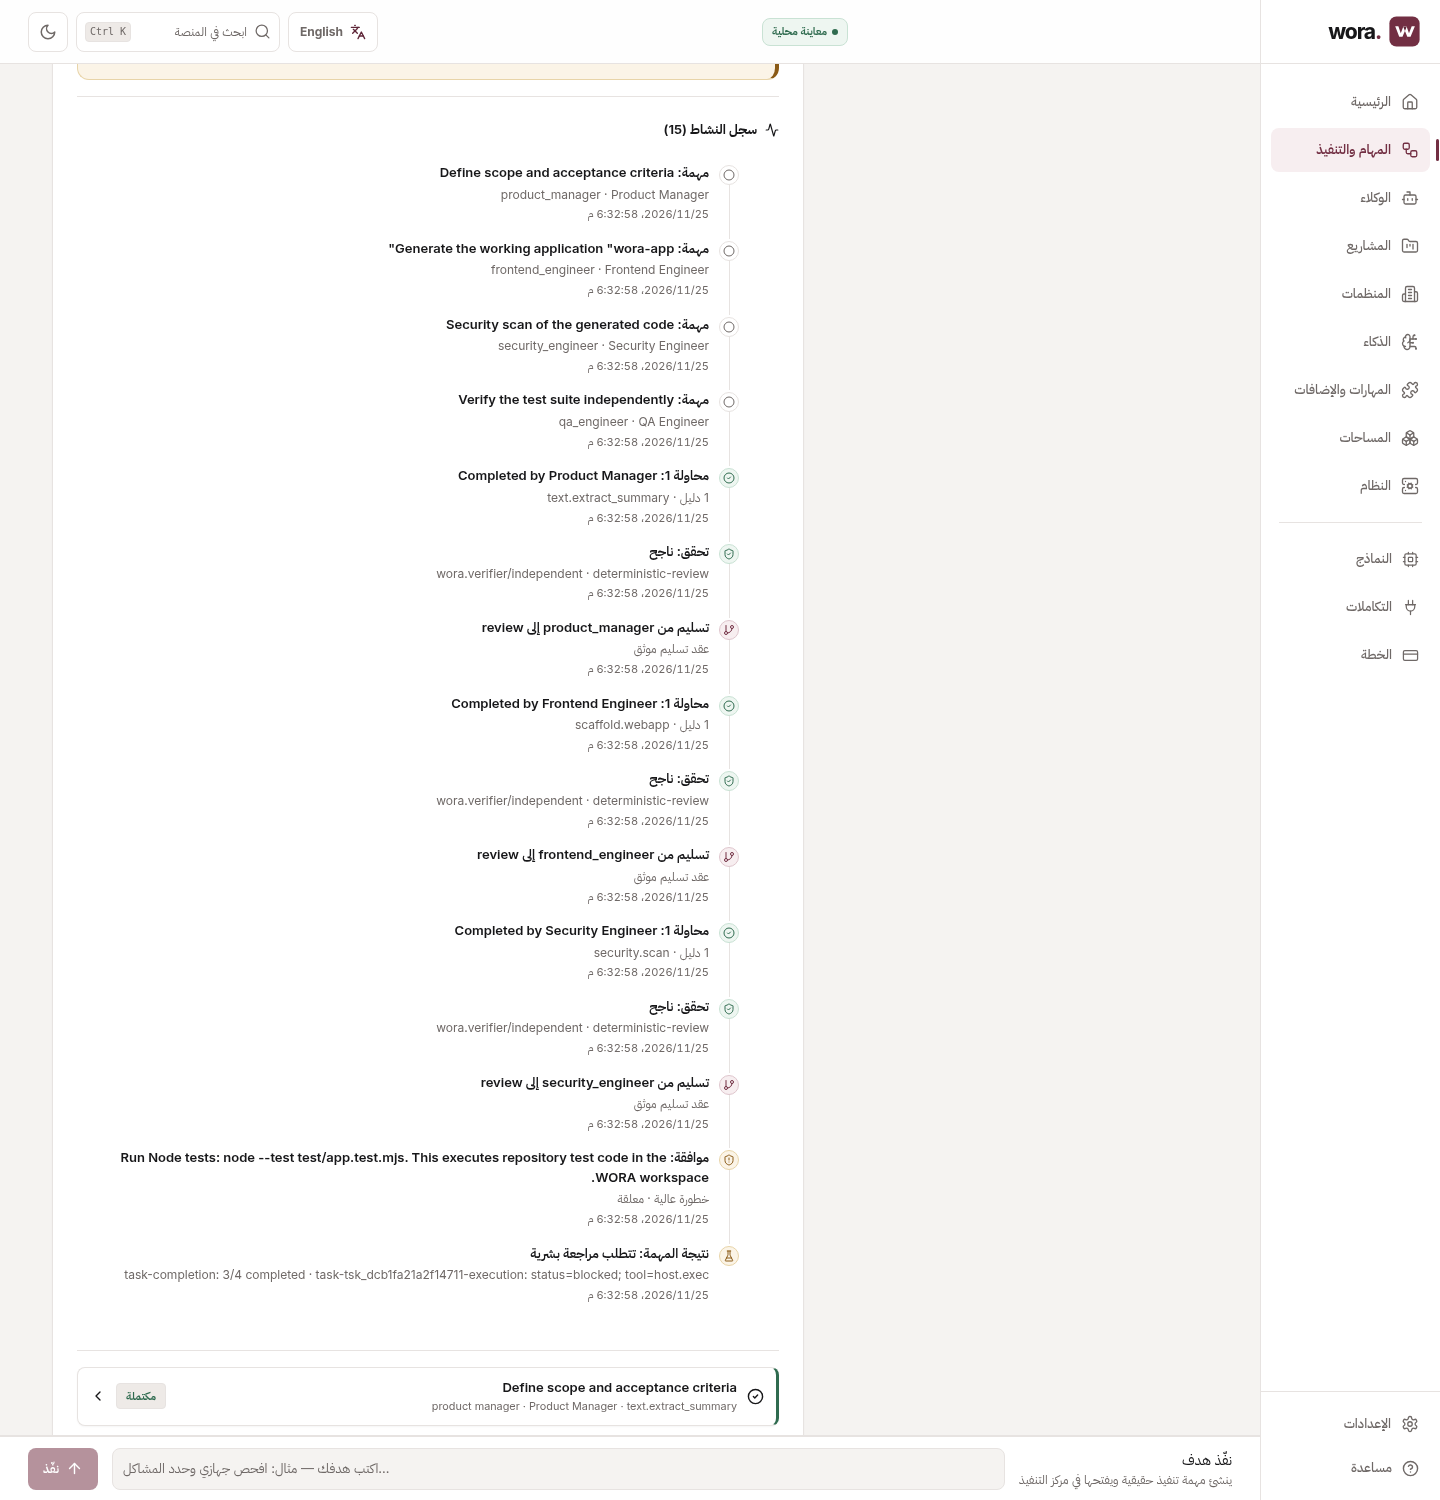 wora.
معاينة محلية
English
ابحث في المنصة
Ctrl K
الرئيسية
المهام والتنفيذ
الوكلاء
المشاريع
المنظمات
الذكاء
المهارات والإضافات
المساحات
النظام
النماذج
التكاملات
الخطة
الإعدادات
مساعدة
سجل النشاط (15)
مهمة: Define scope and acceptance criteria
product_manager · Product Manager
2026/11/25، 6:32:58 م
مهمة: Generate the working application "wora-app"
frontend_engineer · Frontend Engineer
2026/11/25، 6:32:58 م
مهمة: Security scan of the generated code
security_engineer · Security Engineer
2026/11/25، 6:32:58 م
مهمة: Verify the test suite independently
qa_engineer · QA Engineer
2026/11/25، 6:32:58 م
محاولة 1: Completed by Product Manager
1 دليل · text.extract_summary
2026/11/25، 6:32:58 م
تحقق: ناجح
wora.verifier/independent · deterministic-review
2026/11/25، 6:32:58 م
تسليم من product_manager إلى review
عقد تسليم موثق
2026/11/25، 6:32:58 م
محاولة 1: Completed by Frontend Engineer
1 دليل · scaffold.webapp
2026/11/25، 6:32:58 م
تحقق: ناجح
wora.verifier/independent · deterministic-review
2026/11/25، 6:32:58 م
تسليم من frontend_engineer إلى review
عقد تسليم موثق
2026/11/25، 6:32:58 م
محاولة 1: Completed by Security Engineer
1 دليل · security.scan
2026/11/25، 6:32:58 م
تحقق: ناجح
wora.verifier/independent · deterministic-review
2026/11/25، 6:32:58 م
تسليم من security_engineer إلى review
عقد تسليم موثق
2026/11/25، 6:32:58 م
موافقة: Run Node tests: node --test test/app.test.mjs. This executes repository test code in the
WORA workspace.
خطورة عالية · معلقة
2026/11/25، 6:32:58 م
نتيجة المهمة: تتطلب مراجعة بشرية
task-completion: 3/4 completed · task-tsk_dcb1fa21a2f14711-execution: status=blocked; tool=host.exec
2026/11/25، 6:32:58 م
Define scope and acceptance criteria
product manager · Product Manager · text.extract_summary
مكتملة
نفّذ هدف
ينشئ مهمة تنفيذ حقيقية ويفتحها في مركز التنفيذ
اكتب هدفك — مثال: افحص جهازي وحدد المشاكل...
نفّذ